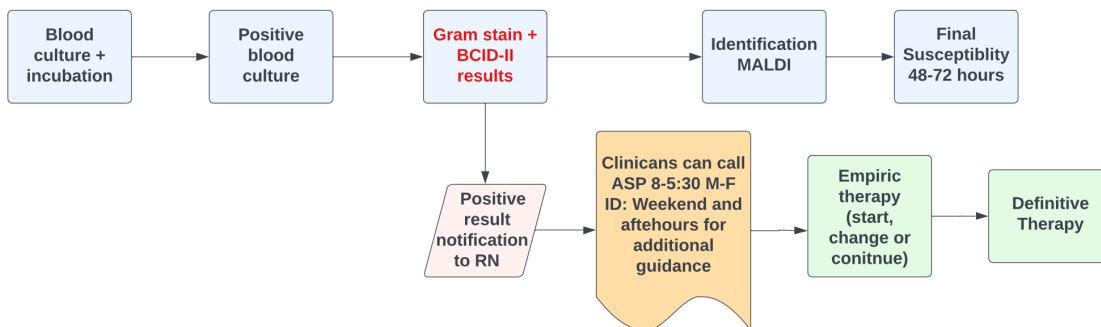 Blood
culture +
incubation
Positive
blood
culture
Gram stain +
BCID-II
results
Identification
MALDI
Final
Susceptiblity
48-72 hours
Positive
result
notification
to RN
Clinicans can call
ASP 8-5:30 M-F
ID: Weekend and
aftehours for
additional
guidance
Empiric
therapy
(start,
change or
conitnue)
Definitive
Therapy